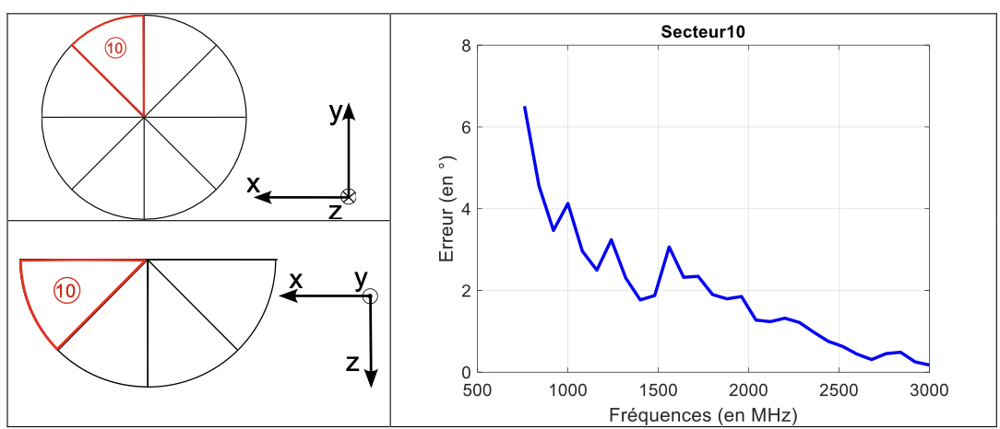 10
y
x
z
10
x
y
z
Secteur10
8
6
4
2
0
Erreur (en °)
500 1000 1500 2000 2500 3000
Fréquences (en MHz)